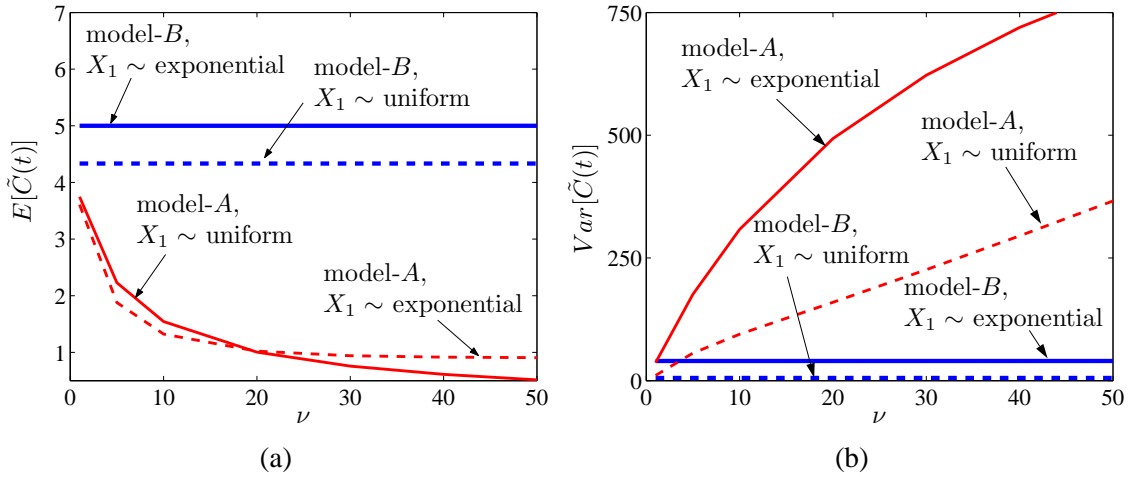 7
6
5
4
3
2
1
0
10
20
30
40
50
E[C̃(t)]
ν
model-B,
X₁ ∼ exponential
model-B,
X₁ ∼ uniform
model-A,
X₁ ∼ uniform
model-A,
X₁ ∼ exponential
(a)
750
500
250
0
0
10
20
30
40
50
Var[C̃(t)]
ν
model-A,
X₁ ∼ exponential
model-A,
X₁ ∼ uniform
model-B,
X₁ ∼ uniform
model-B,
X₁ ∼ exponential
(b)